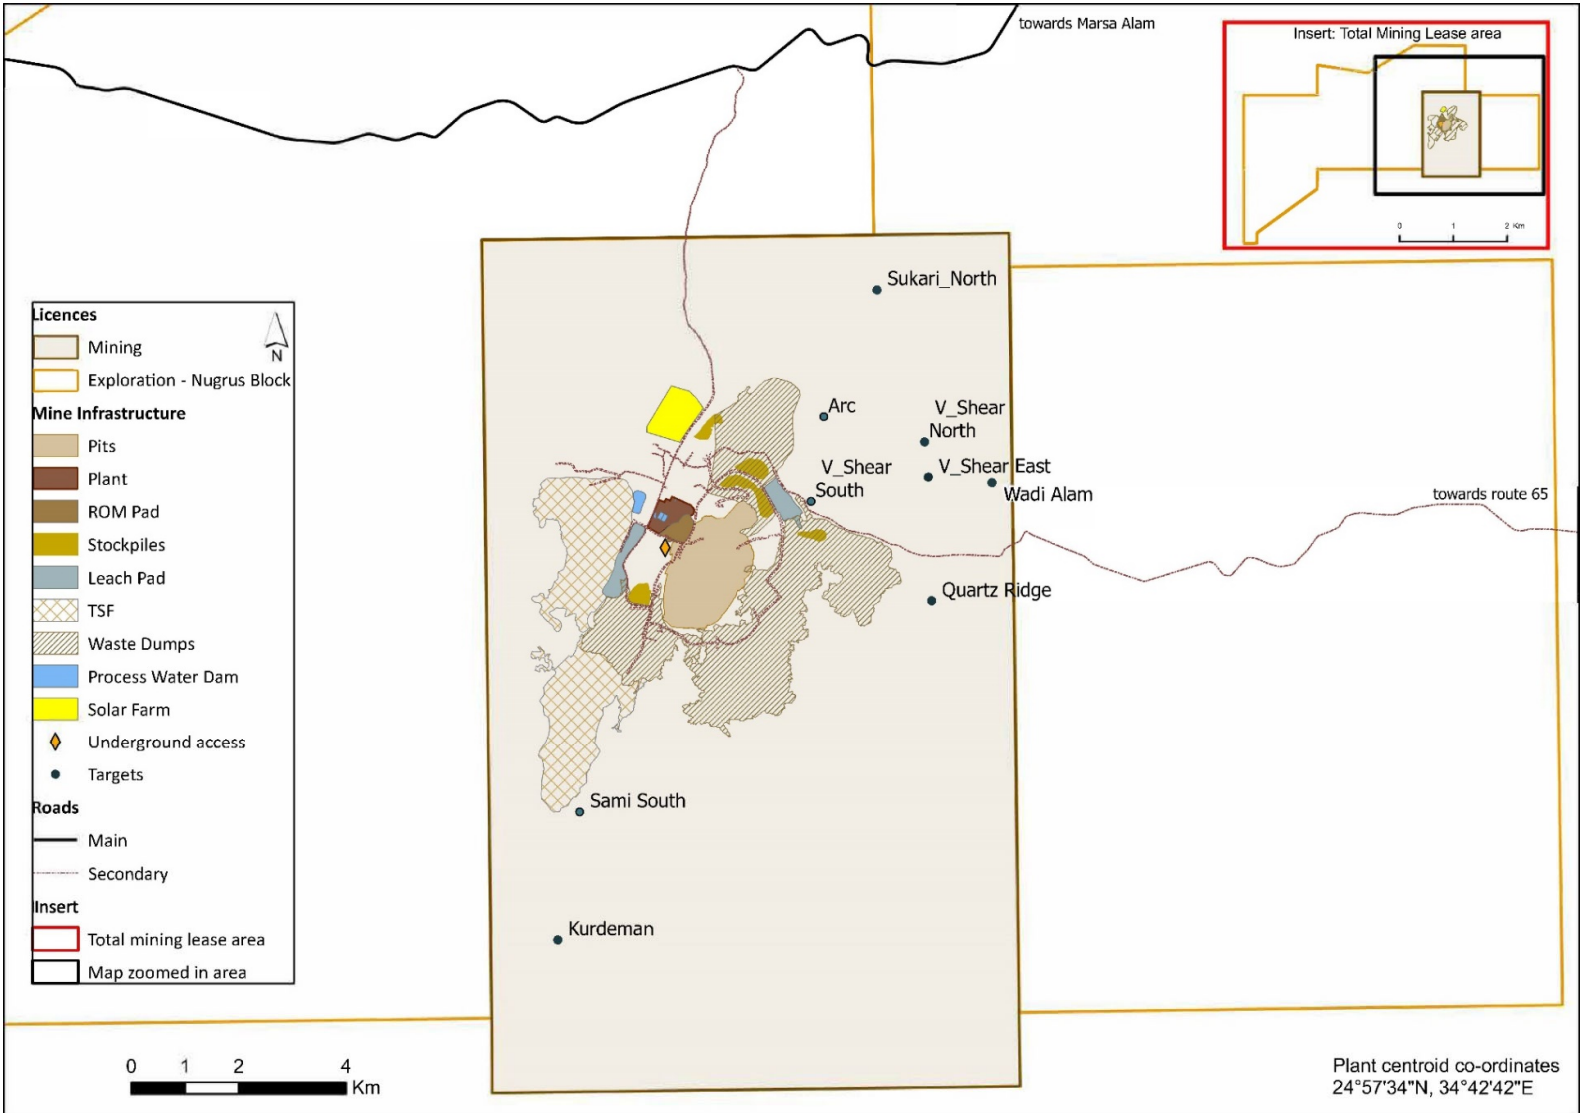 towards Marsa Alam
Insert: Total Mining Lease area
0 1 2 Km
Sukari_North
Licences
Mining
N
Exploration - Nugrus Block
Mine Infrastructure
Pits
Plant
ROM Pad
Stockpiles
Leach Pad
TSF
Waste Dumps
Process Water Dam
Solar Farm
Underground access
Targets
Roads
Main
Secondary
Insert
Total mining lease area
Map zoomed in area
Arc
V_Shear
North
V_Shear
South
V_Shear East
Wadi Alam
towards route 65
Quartz Ridge
Sami South
Kurdeman
0 1 2 4
Km
Plant centroid co-ordinates
24°57'34"N, 34°42'42"E